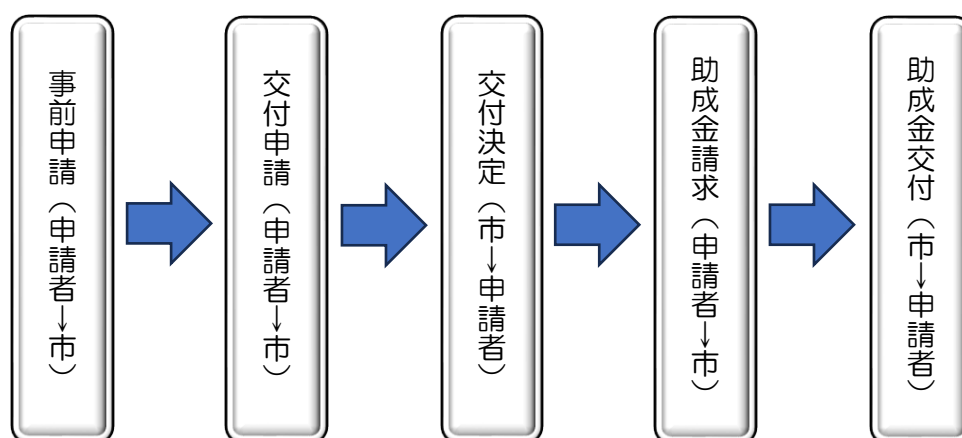 事前申請（申請者→市）
交付申請（申請者→市）
交付決定（市→申請者）
助成金請求（申請者→市）
助成金交付（市→申請者）